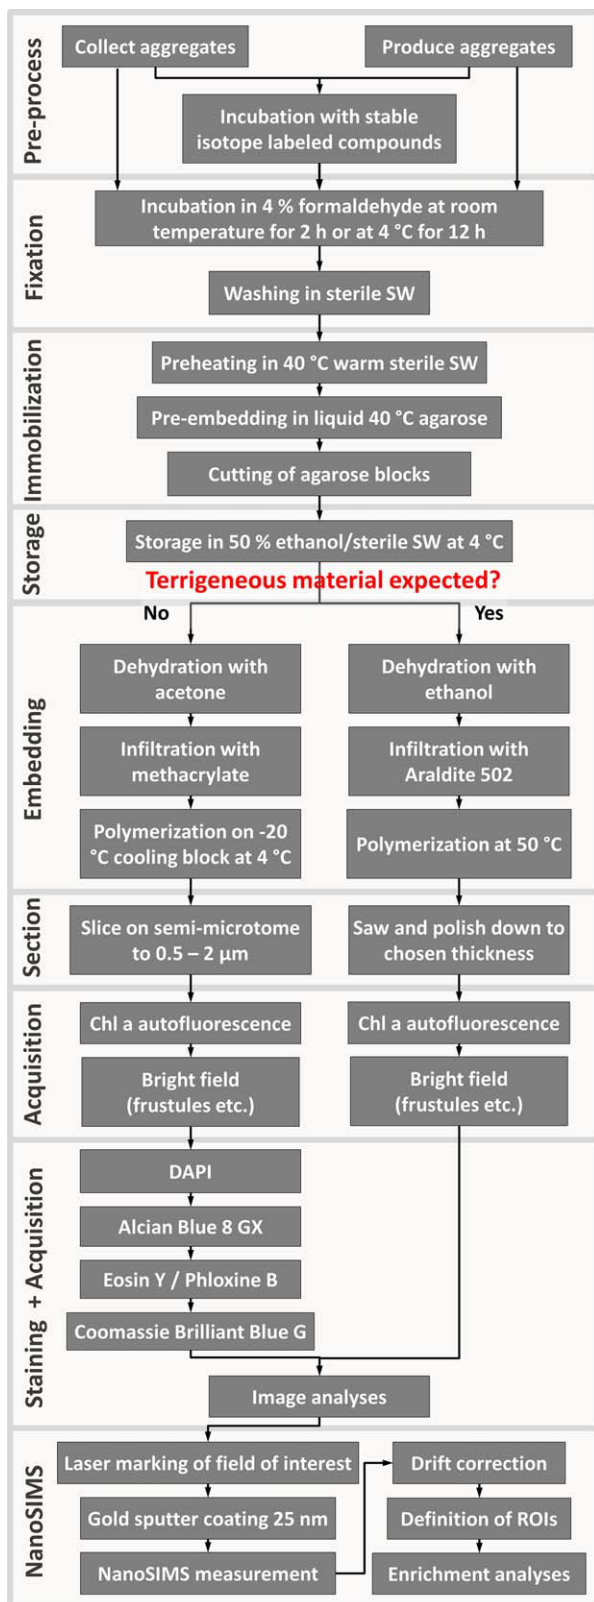 Pre-process
Collect aggregates
Produce aggregates
Incubation with stable
isotope labeled compounds
Fixation
Incubation in 4 % formaldehyde at room
temperature for 2 h or at 4 °C for 12 h
Washing in sterile SW
Immobilization
Preheating in 40 °C warm sterile SW
Pre-embedding in liquid 40 °C agarose
Cutting of agarose blocks
Storage
Storage in 50 % ethanol/sterile SW at 4 °C
Terrigeneous material expected?
No
Yes
Embedding
Dehydration with
acetone
Infiltration with
methacrylate
Polymerization on -20
°C cooling block at 4 °C
Dehydration with
ethanol
Infiltration with
Araldite 502
Polymerization at 50 °C
Section
Slice on semi-microtome
to 0.5 – 2 µm
Saw and polish down to
chosen thickness
Acquisition
Chl a autofluorescence
Bright field
(frustules etc.)
Chl a autofluorescence
Bright field
(frustules etc.)
Staining + Acquisition
DAPI
Alcian Blue 8 GX
Eosin Y / Phloxine B
Coomassie Brilliant Blue G
Image analyses
NanoSIMS
Laser marking of field of interest
Gold sputter coating 25 nm
NanoSIMS measurement
Drift correction
Definition of ROIs
Enrichment analyses